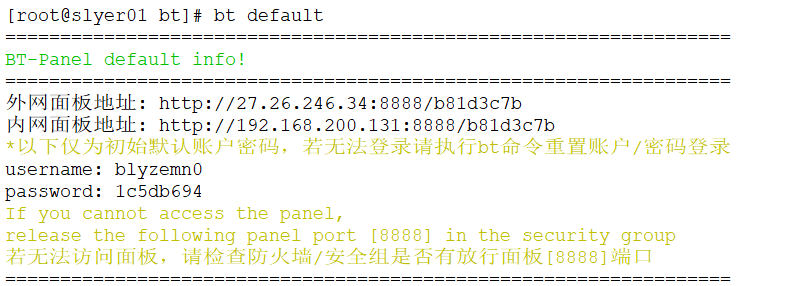 [root@slyer01 bt]# bt default
==================================================================
BT-Panel default info!
==================================================================
外网面板地址: http://27.26.246.34:8888/b81d3c7b
内网面板地址: http://192.168.200.131:8888/b81d3c7b
*以下仅为初始默认账户密码，若无法登录请执行bt命令重置账户/密码登录
username: blyzemn0
password: 1c5db694
If you cannot access the panel,
release the following panel port [8888] in the security group
若无法访问面板，请检查防火墙/安全组是否有放行面板[8888]端口
==================================================================